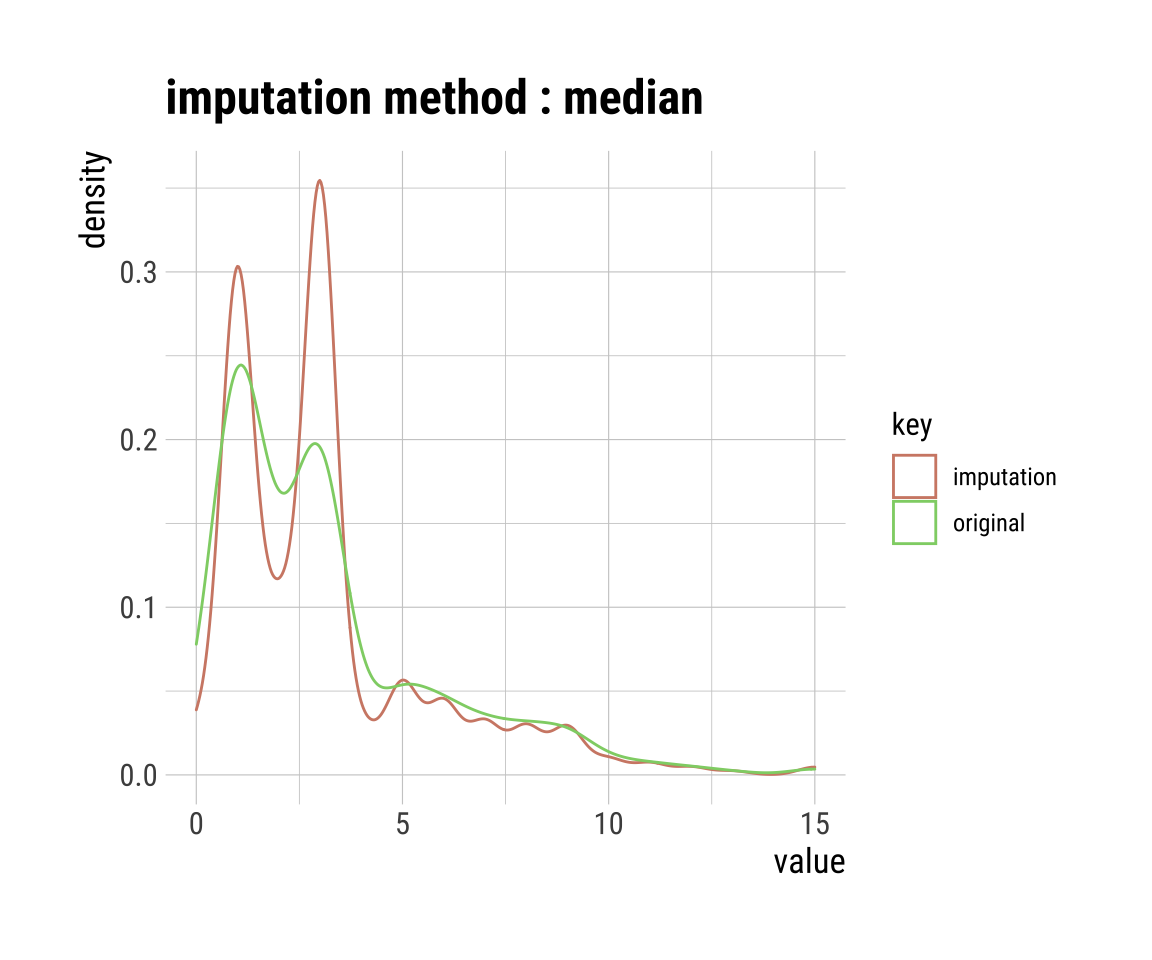 imputation method : median
density
0.3
0.2
0.1
0.0
0 5 10 15
value
key
imputation
original